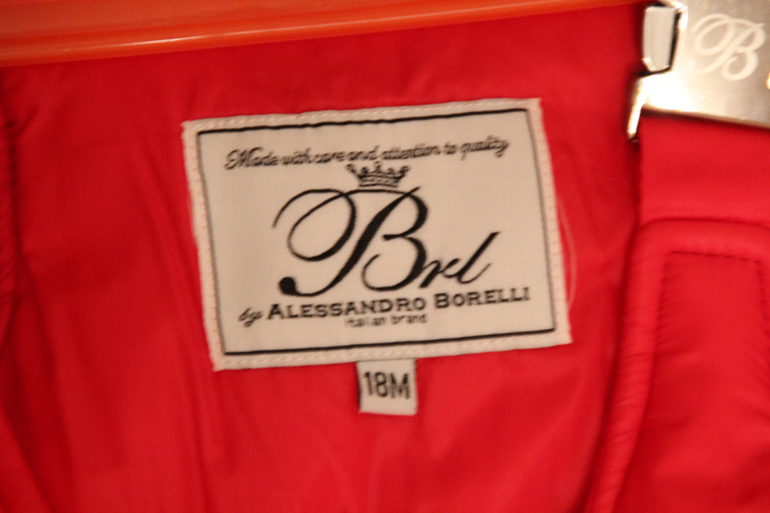 Made with care and attention to quality
Brl
by ALESSANDRO BORELLI
italian brand
18M
B